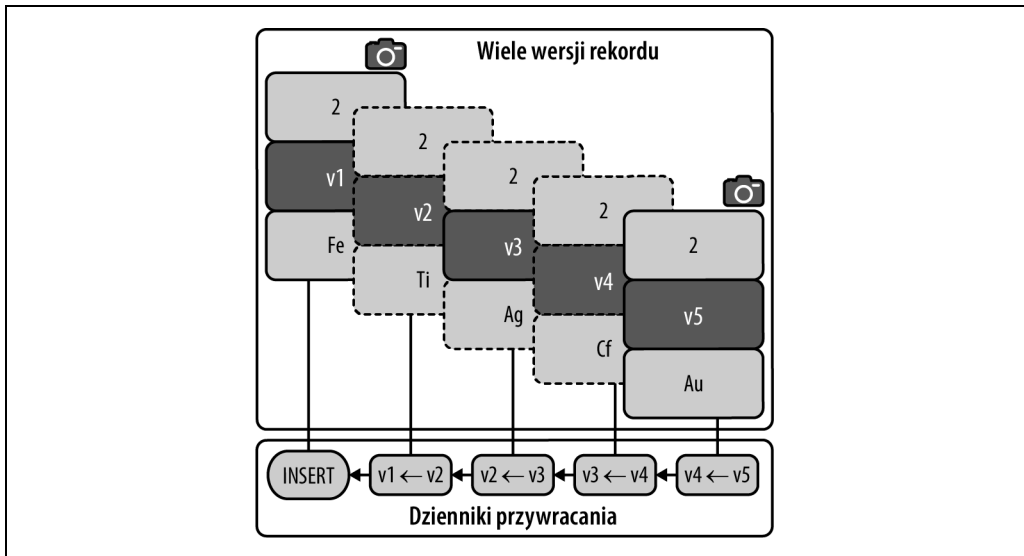 Wiele wersji rekordu
2
v1
Fe
2
v2
Ti
2
v3
Ag
2
v4
Cf
2
v5
Au
INSERT
v1 ← v2
v2 ← v3
v3 ← v4
v4 ← v5
Dzienniki przywracania